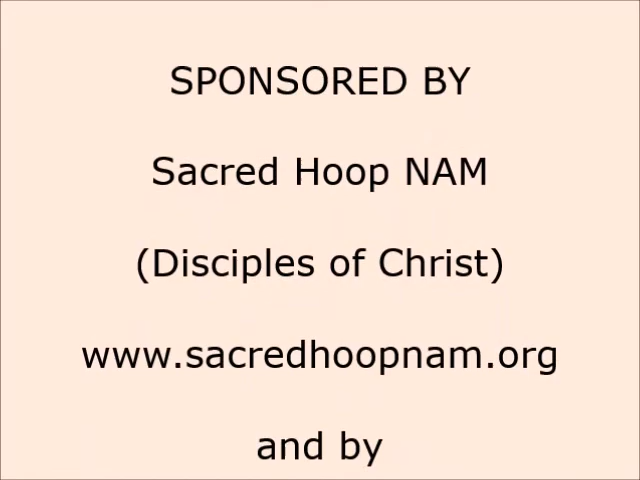 SPONSORED BY
Sacred Hoop NAM
(Disciples of Christ)
www.sacredhoopnam.org
and by